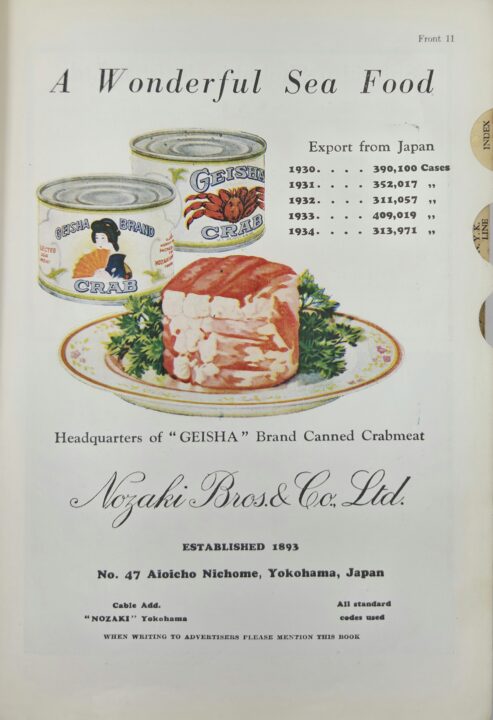 Front 11
A Wonderful Sea Food
Export from Japan
1930. . . . 390,100 Cases
1931. . . . 352,017 „
1932. . . . 311,057 „
1933. . . . 409,019 „
1934. . . . 313,971 „
GEISHA
CRAB
GEISHA BRAND
CRAB
Headquarters of "GEISHA" Brand Canned Crabmeat
Nozaki Bros. & Co., Ltd.
ESTABLISHED 1893
No. 47 Aioicho Nichome, Yokohama, Japan
Cable Add.
"NOZAKI" Yokohama
All standard
codes used
WHEN WRITING TO ADVERTISERS PLEASE MENTION THIS BOOK
INDEX
N.Y.K.
LINE